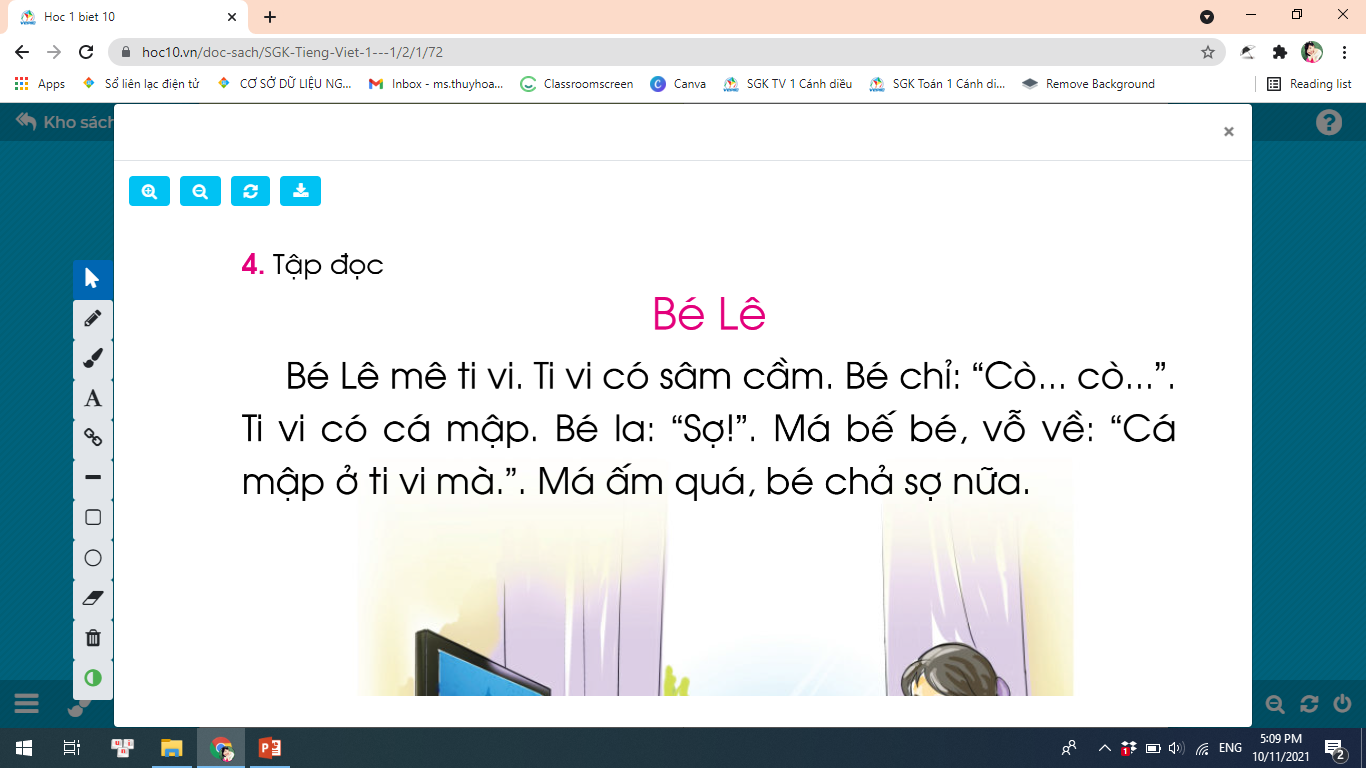 Hoc 1 biet 10
hoc10.vn/doc-sach/SGK-Tieng-Viet-1---1/2/1/72
Apps Sổ liên lạc điện tử CƠ SỞ DỮ LIỆU NG... Inbox - ms.thuyhoa... Classroomscreen Canva SGK TV 1 Cánh diều SGK Toán 1 Cánh di... Remove Background Reading list
Kho sách
4. Tập đọc
Bé Lê
Bé Lê mê ti vi. Ti vi có sâm cầm. Bé chỉ: “Cò... cò...”.
Ti vi có cá mập. Bé la: “Sợ!”. Má bế bé, vỗ về: “Cá
mập ở ti vi mà.”. Má ấm quá, bé chả sợ nữa.
A
ENG
5:09 PM
10/11/2021
1
2